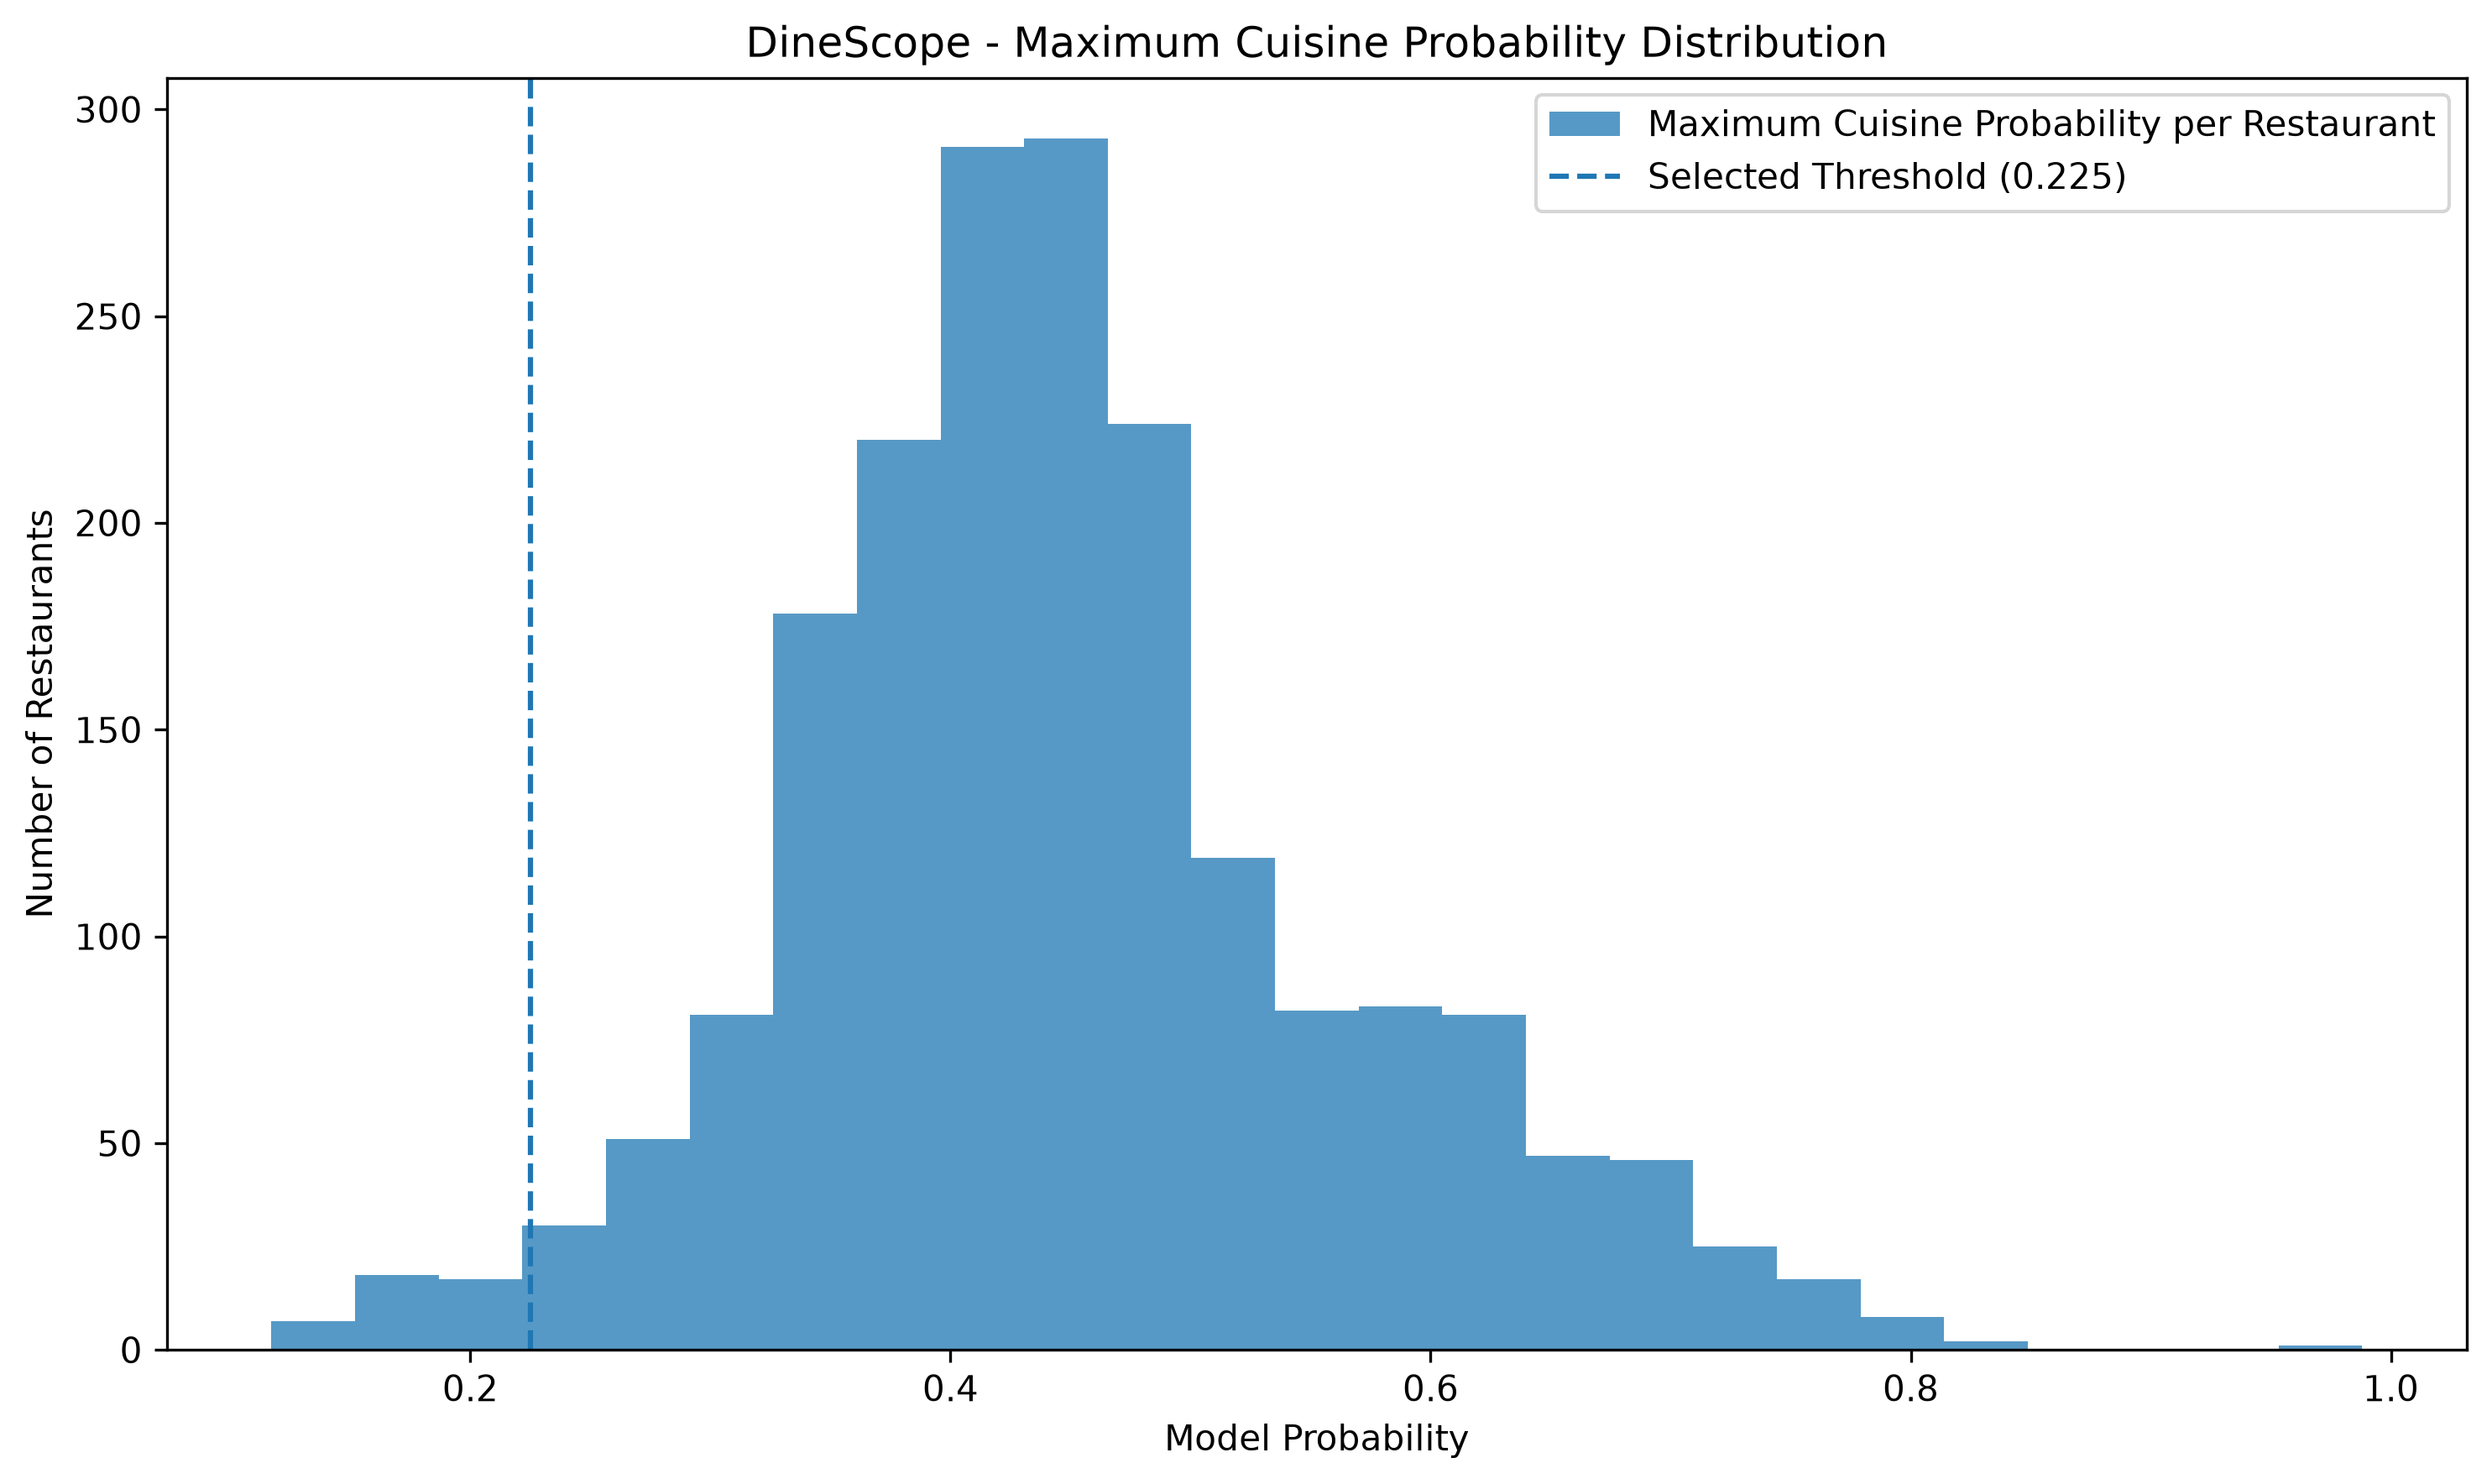 DineScope - Maximum Cuisine Probability Distribution
Maximum Cuisine Probability per Restaurant
Selected Threshold (0.225)
Number of Restaurants
300
250
200
150
100
50
0
0.2 0.4 0.6 0.8 1.0
Model Probability